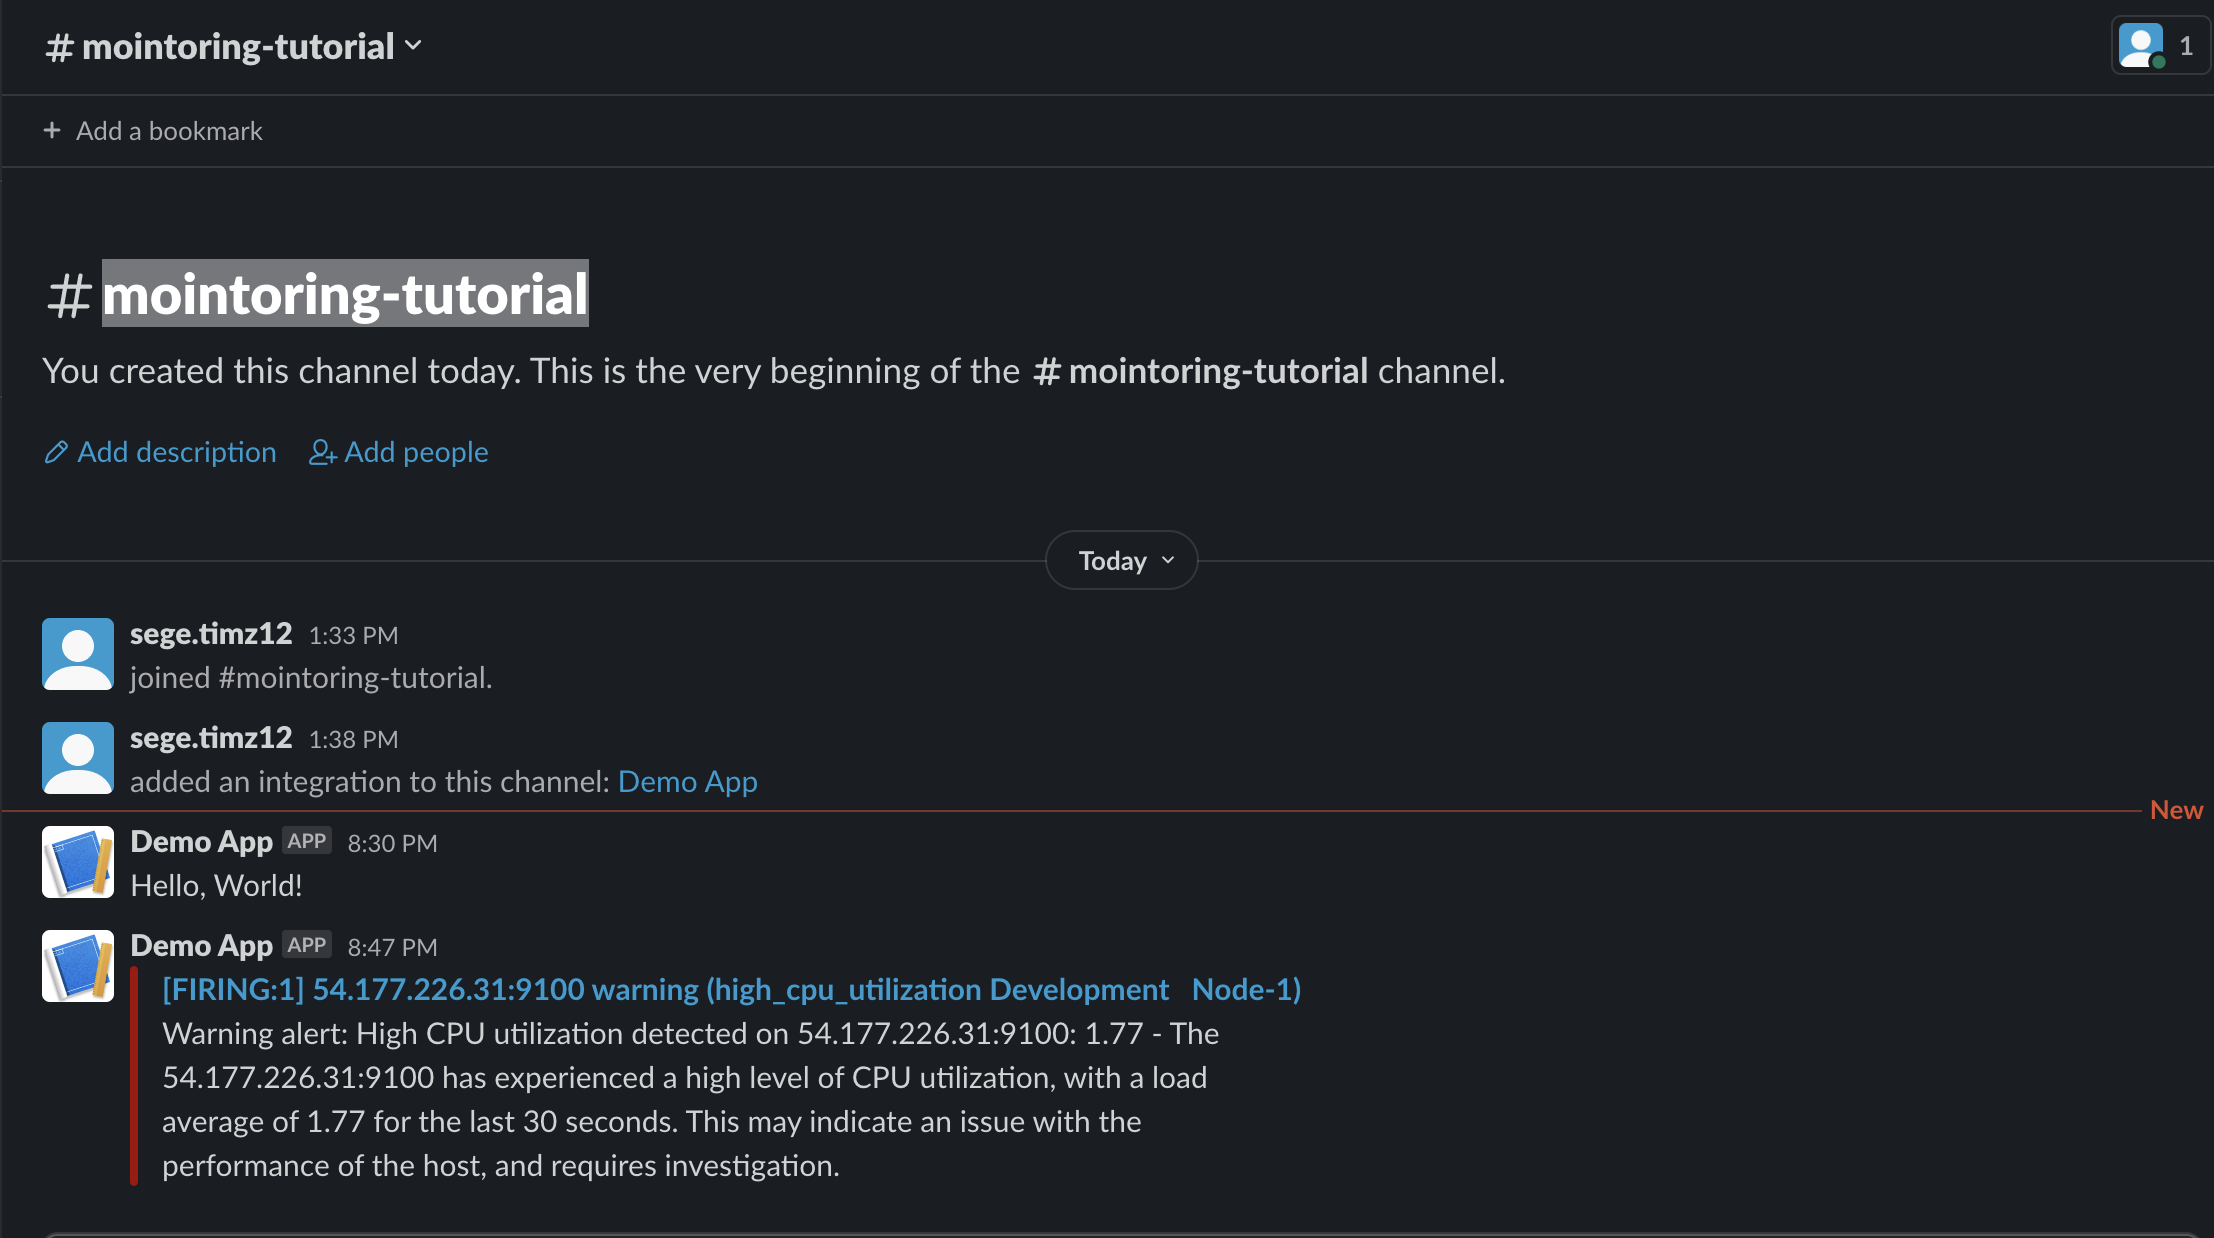 # mointoring-tutorial
1
+ Add a bookmark
# mointoring-tutorial
You created this channel today. This is the very beginning of the # mointoring-tutorial channel.
Add description Add people
Today
sege.timz12 1:33 PM
joined #mointoring-tutorial.
sege.timz12 1:38 PM
added an integration to this channel: Demo App
New
Demo App APP 8:30 PM
Hello, World!
Demo App APP 8:47 PM
[FIRING:1] 54.177.226.31:9100 warning (high_cpu_utilization Development Node-1)
Warning alert: High CPU utilization detected on 54.177.226.31:9100: 1.77 - The
54.177.226.31:9100 has experienced a high level of CPU utilization, with a load
average of 1.77 for the last 30 seconds. This may indicate an issue with the
performance of the host, and requires investigation.